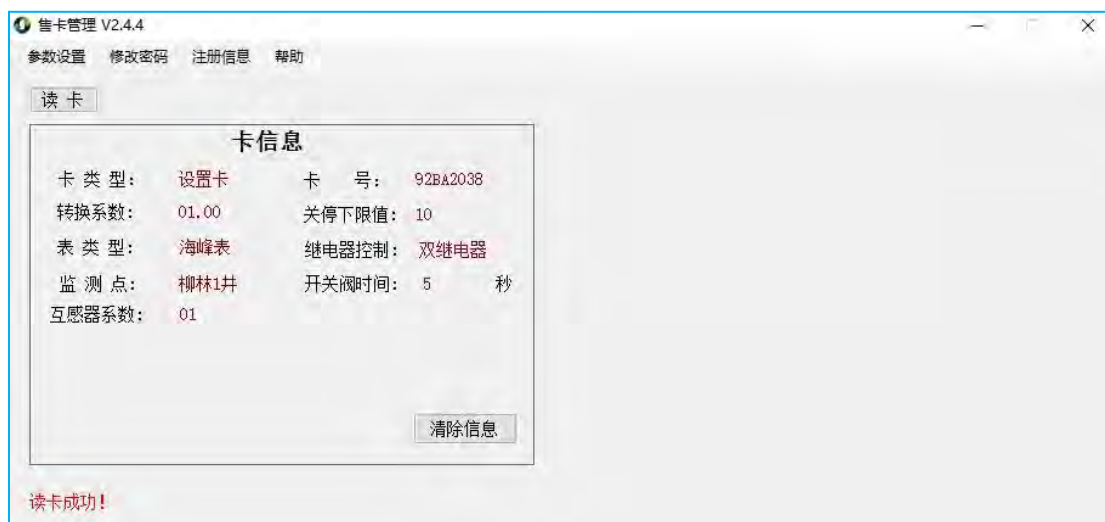 售卡管理 V2.4.4
参数设置 修改密码 注册信息 帮助
读 卡
卡信息
卡 类 型: 设置卡 卡 号: 92BA2038
转换系数: 01.00 关停下限值: 10
表 类 型: 海峰表 继电器控制: 双继电器
监 测 点: 柳林1井 开关阀时间: 5 秒
互感器系数: 01
清除信息
读卡成功!